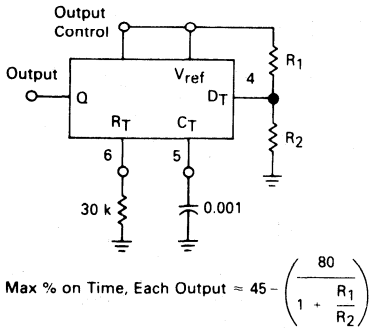 Output
Control
Output
Q
Vref
4
DT
R1
RT
CT
R2
6
5
30 k
0.001
Max % on Time, Each Output ≈ 45 − (80 / (1 + R1/R2))